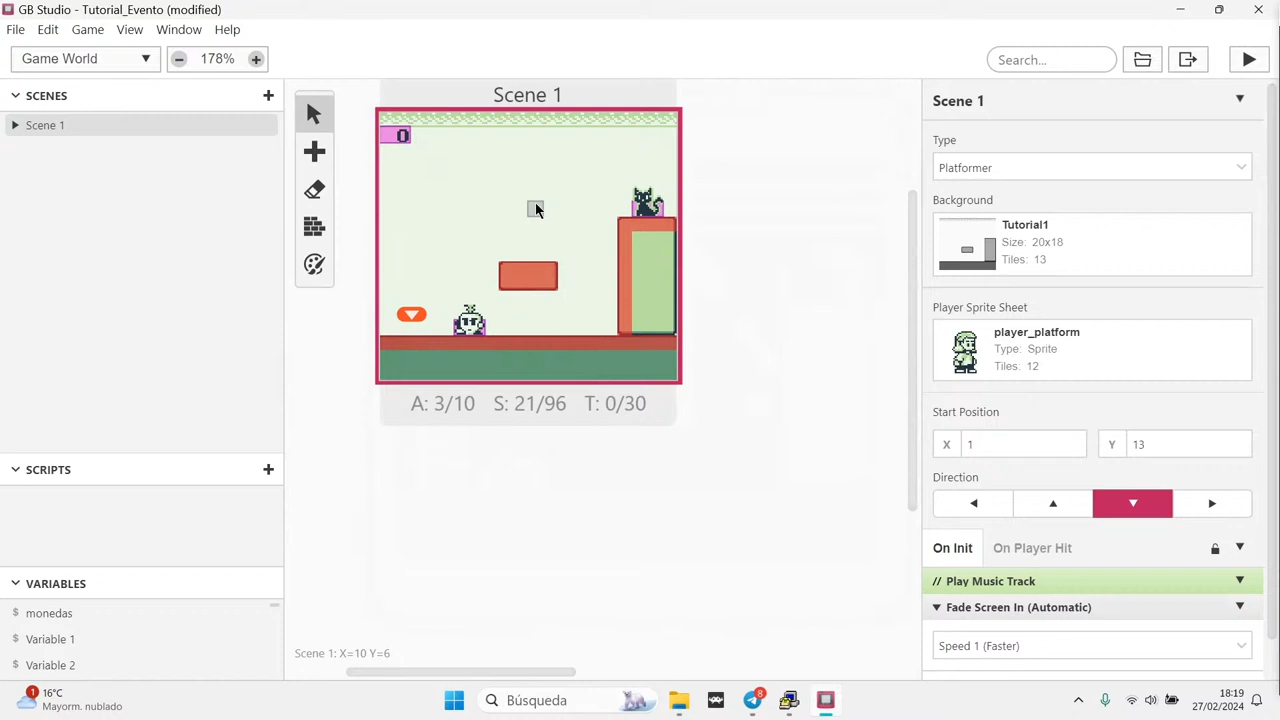 GB Studio - Tutorial_Evento (modified)
File Edit Game View Window Help
Game World 178% Search...
SCENES
Scene 1
SCRIPTS
VARIABLES
monedas
Variable 1
Variable 2
Scene 1
0
A: 3/10 S: 21/96 T: 0/30
Scene 1: X=10 Y=6
Scene 1
Type
Platformer
Background
Tutorial1
Size: 20x18
Tiles: 13
Player Sprite Sheet
player_platform
Type: Sprite
Tiles: 12
Start Position
X 1 Y 13
Direction
On Init On Player Hit
// Play Music Track
Fade Screen In (Automatic)
Speed 1 (Faster)
1
16°C
Mayorm. nublado
Búsqueda
8
18:19
27/02/2024